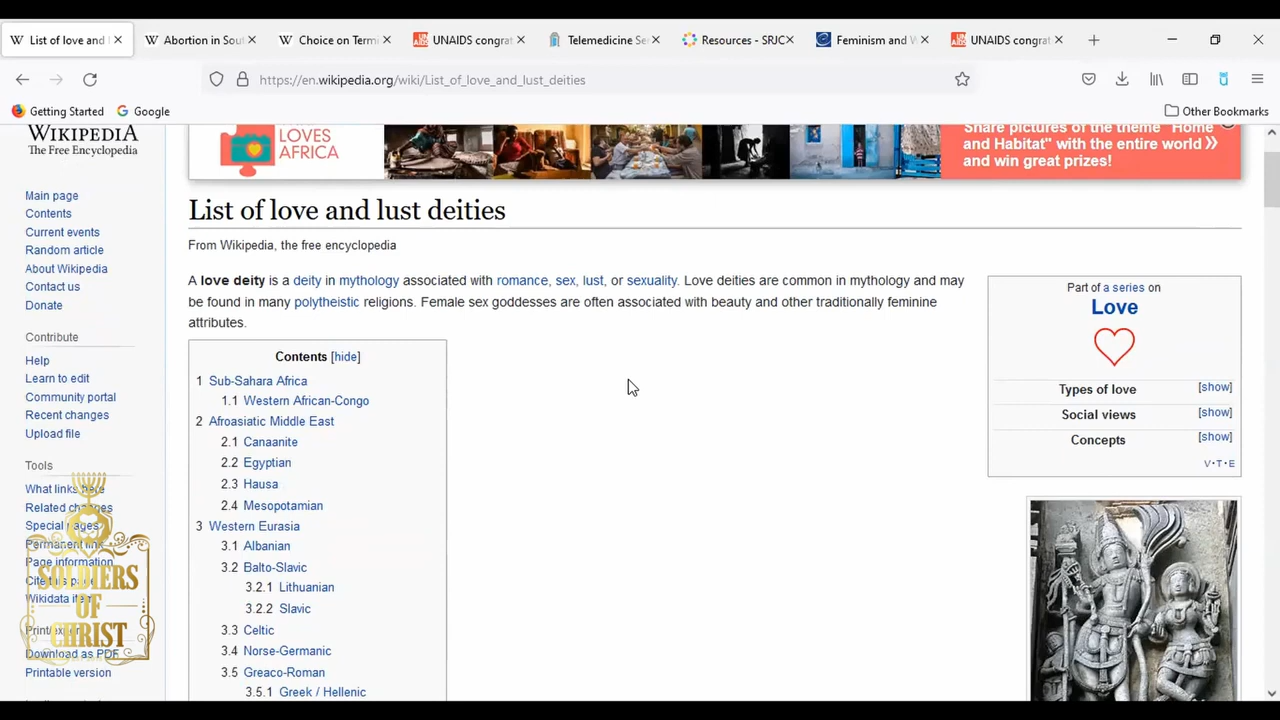 List of love and
Abortion in Sou
Choice on Termi
UNAIDS congrat
Telemedicine Se
Resources - SRJC
Feminism and W
UNAIDS congrat
https://en.wikipedia.org/wiki/List_of_love_and_lust_deities
Getting Started
Google
Other Bookmarks
WIKIPEDIA
The Free Encyclopedia
LOVES
AFRICA
Share pictures of the theme "Home
and Habitat" with the entire world »
and win great prizes!
Main page
Contents
Current events
Random article
About Wikipedia
Contact us
Donate
Contribute
Help
Learn to edit
Community portal
Recent changes
Upload file
Tools
What links here
Related changes
Special pages
Permanent link
Page information
Cite this page
Wikidata item
Print/exp
Download as PDF
Printable version
SOLDIERS
OF
CHRIST
List of love and lust deities
From Wikipedia, the free encyclopedia
A love deity is a deity in mythology associated with romance, sex, lust, or sexuality. Love deities are common in mythology and may
be found in many polytheistic religions. Female sex goddesses are often associated with beauty and other traditionally feminine
attributes.
Contents [hide]
1 Sub-Sahara Africa
1.1 Western African-Congo
2 Afroasiatic Middle East
2.1 Canaanite
2.2 Egyptian
2.3 Hausa
2.4 Mesopotamian
3 Western Eurasia
3.1 Albanian
3.2 Balto-Slavic
3.2.1 Lithuanian
3.2.2 Slavic
3.3 Celtic
3.4 Norse-Germanic
3.5 Greaco-Roman
3.5.1 Greek / Hellenic
Part of a series on
Love
Types of love [show]
Social views [show]
Concepts [show]
V·T·E